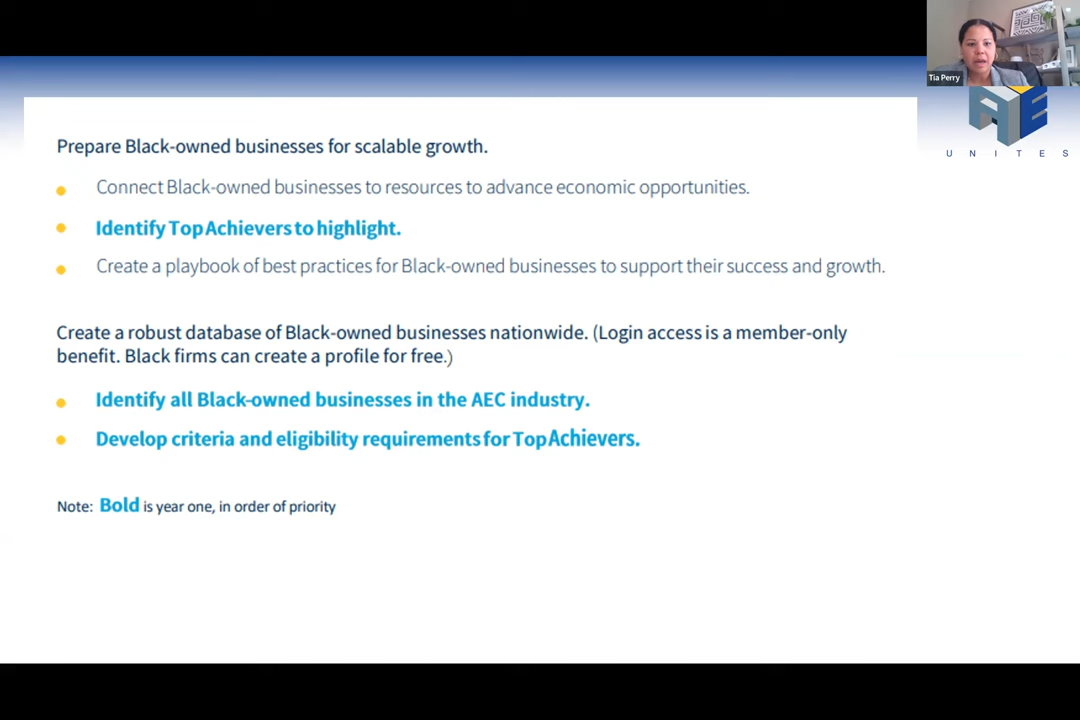 Tia Perry
AE
U N I T E S
Prepare Black-owned businesses for scalable growth.
Connect Black-owned businesses to resources to advance economic opportunities.
Identify Top Achievers to highlight.
Create a playbook of best practices for Black-owned businesses to support their success and growth.
Create a robust database of Black-owned businesses nationwide. (Login access is a member-only
benefit. Black firms can create a profile for free.)
Identify all Black-owned businesses in the AEC industry.
Develop criteria and eligibility requirements for Top Achievers.
Note: Bold is year one, in order of priority